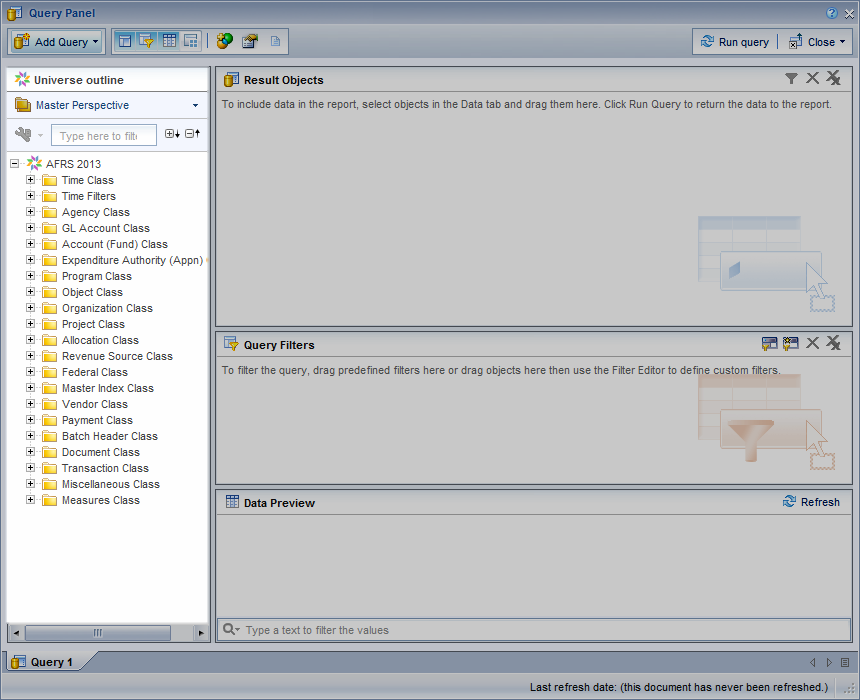 Query Panel
Add Query
Run query
Close
Universe outline
Master Perspective
Type here to filte
AFRS 2013
Time Class
Time Filters
Agency Class
GL Account Class
Account (Fund) Class
Expenditure Authority (Appn)
Program Class
Object Class
Organization Class
Project Class
Allocation Class
Revenue Source Class
Federal Class
Master Index Class
Vendor Class
Payment Class
Batch Header Class
Document Class
Transaction Class
Miscellaneous Class
Measures Class
Result Objects
To include data in the report, select objects in the Data tab and drag them here. Click Run Query to return the data to the report.
Query Filters
To filter the query, drag predefined filters here or drag objects here then use the Filter Editor to define custom filters.
Data Preview
Refresh
Type a text to filter the values
Query 1
Last refresh date: (this document has never been refreshed.)